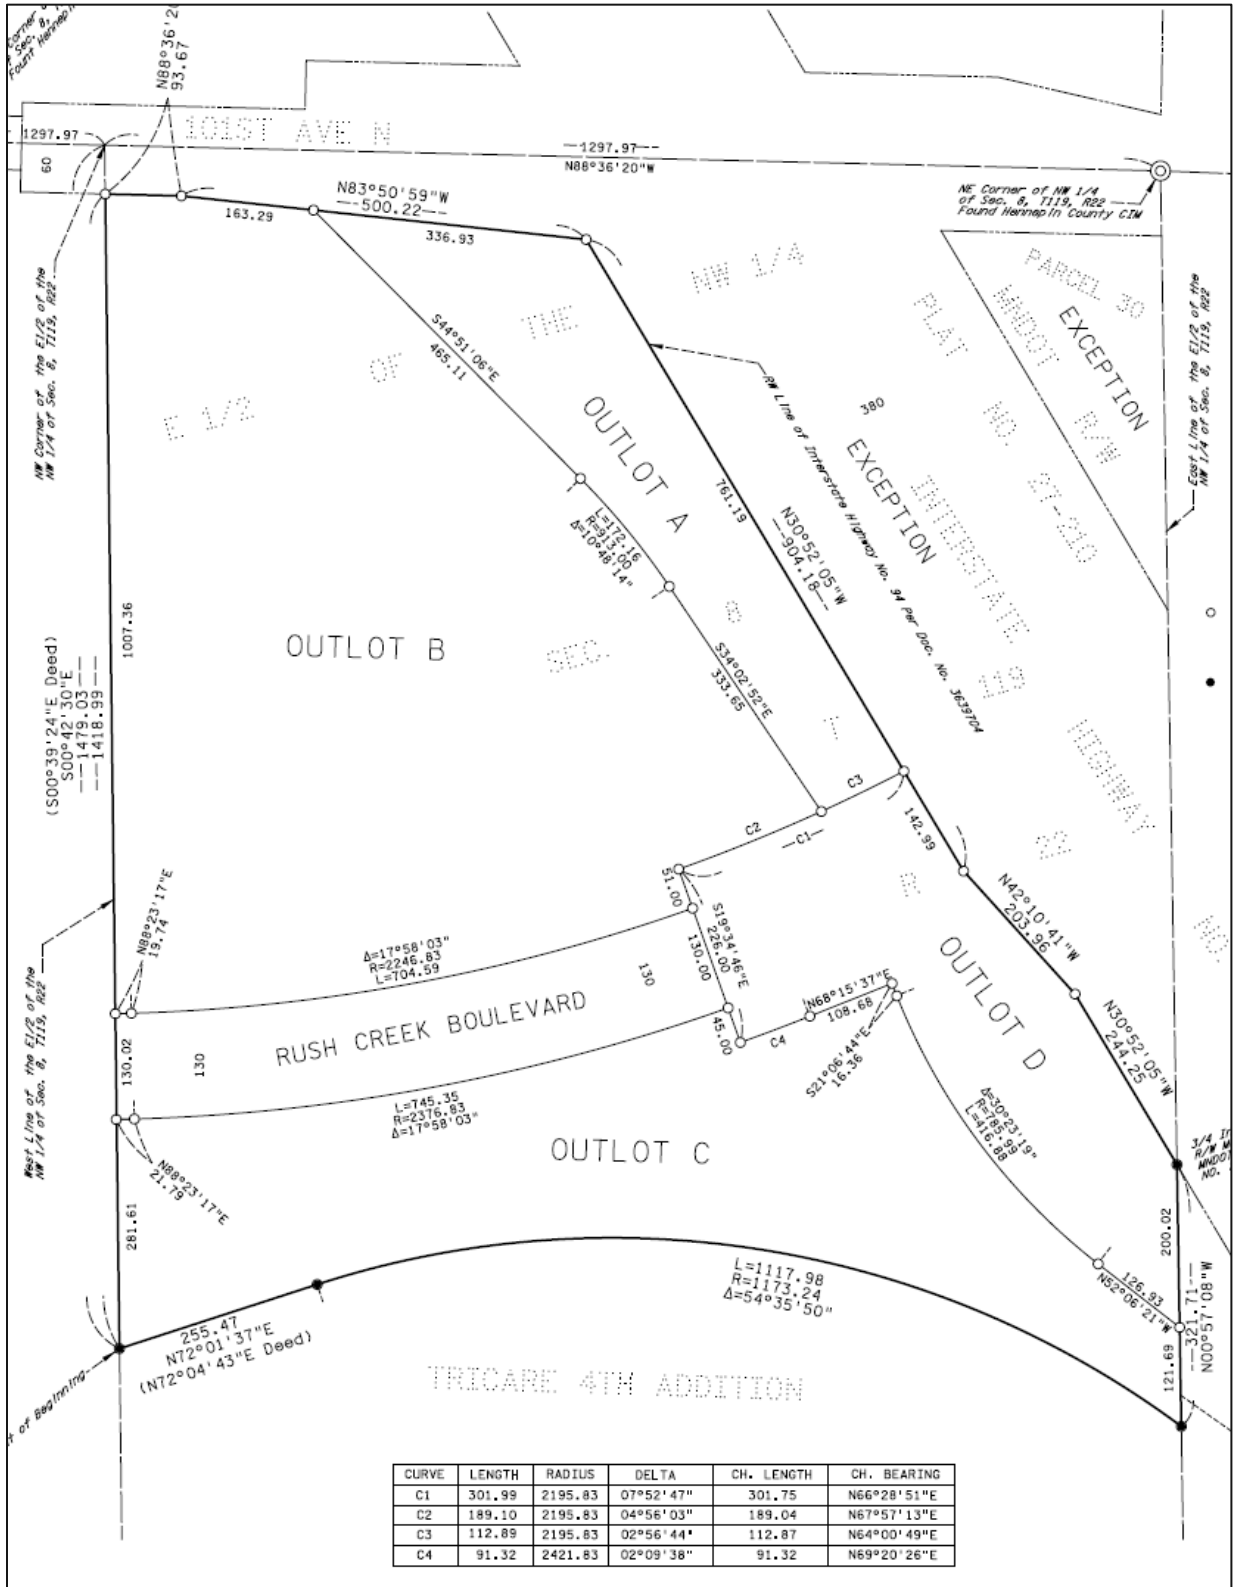 Corner
of Sec. 8,
Found Hennepin
N88°36'20
93.67
101ST AVE N
1297.97
60
---1297.97---
N88°36'20"W
NE Corner of NW 1/4
of Sec. 8, T119, R22
Found Hennepin County CIM
N83°50'59"W
---500.22---
163.29
336.93
NW 1/4
PARCEL 30
EXCEPTION
MNDOT R/W
PLAT NO. 27-210
NW Corner of the E1/2 of the
NW 1/4 of Sec. 8, T119, R22
East Line of the E1/2 of the
NW 1/4 of Sec. 8, T119, R22
E 1/2 OF THE
S44°51'06"E
465.11
OUTLOT A
RW Line of Interstate Highway No. 94 Per Doc. No. 3639704
380
EXCEPTION
INTERSTATE HIGHWAY NO.
761.19
N30°52'05"W
---904.18---
L=172.16
R=913.00
Δ=10°48'14"
1007.36
OUTLOT B
SEC. 8
T 119
(S00°39'24"E Deed)
S00°42'30"E
---1479.03---
---1418.99---
S34°02'52"E
333.65
C3
C2
---C1---
142.99
R 22
51.00
S19°34'46"E
226.00
130.00
N42°10'41"W
203.96
OUTLOT D
N88°23'17"E
19.74
Δ=17°58'03"
R=2246.83
L=704.59
130
N68°15'37"E
108.68
West Line of the E1/2 of the
NW 1/4 of Sec. 8, T119, R22
RUSH CREEK BOULEVARD
130.02
130
45.00
C4
S21°06'44"E
16.36
N30°52'05"W
244.25
L=745.35
R=2376.83
Δ=17°58'03"
Δ=30°23'19"
R=785.99
L=416.88
OUTLOT C
N88°23'17"E
21.79
281.61
3/4
R/W
MNDOT
NO.
200.02
L=1117.98
R=1173.24
Δ=54°35'50"
126.93
N52°06'21"W
---321.71---
N00°57'08"W
121.69
255.47
N72°01'37"E
(N72°04'43"E Deed)
of Beginning
TRICARE 4TH ADDITION
CURVE LENGTH RADIUS DELTA CH. LENGTH CH. BEARING
C1 301.99 2195.83 07°52'47" 301.75 N66°28'51"E
C2 189.10 2195.83 04°56'03" 189.04 N67°57'13"E
C3 112.89 2195.83 02°56'44" 112.87 N64°00'49"E
C4 91.32 2421.83 02°09'38" 91.32 N69°20'26"E